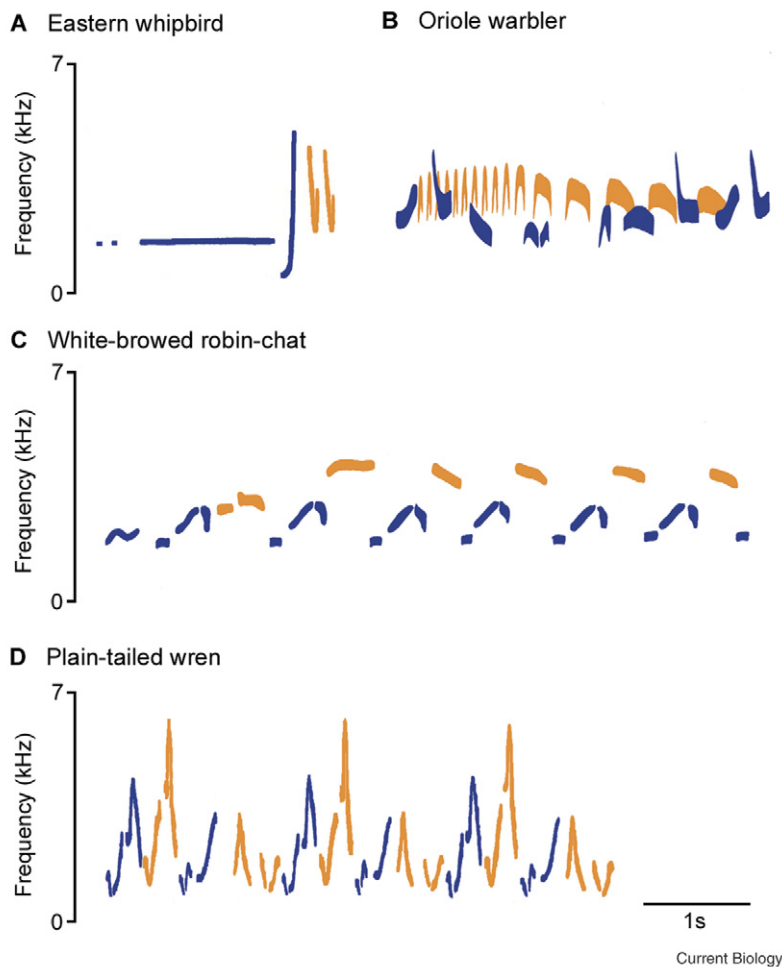 A Eastern whipbird
B Oriole warbler
7
Frequency (kHz)
0
C White-browed robin-chat
7
Frequency (kHz)
0
D Plain-tailed wren
7
Frequency (kHz)
0
1s
Current Biology